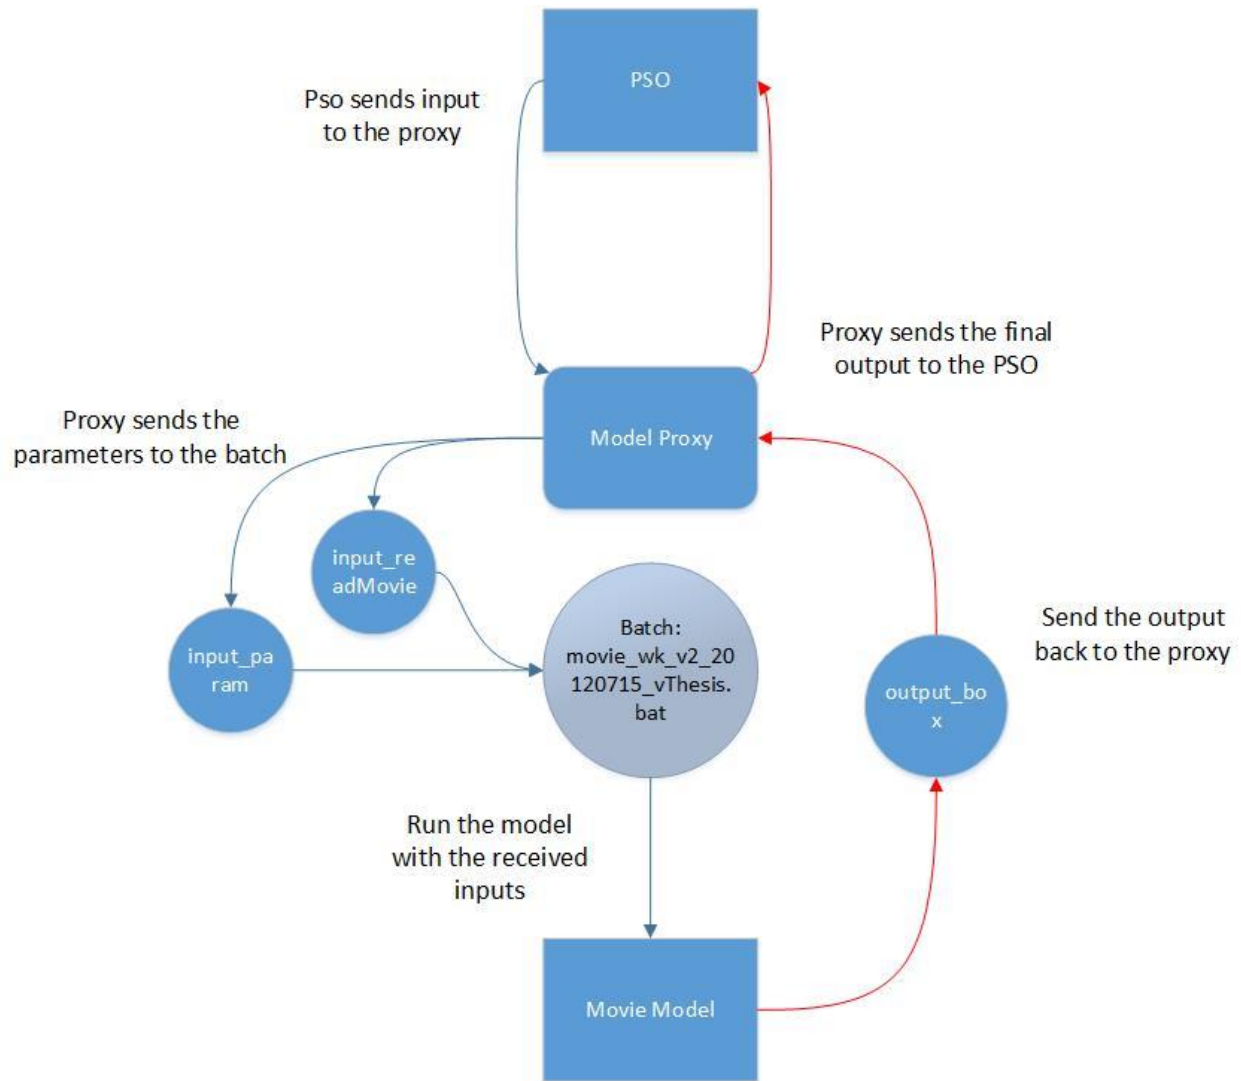 PSO
Pso sends input
to the proxy
Proxy sends the final
output to the PSO
Model Proxy
Proxy sends the
parameters to the batch
input_re
adMovie
input_pa
ram
Batch:
movie_wk_v2_20
120715_vThesis.
bat
Send the output
back to the proxy
output_bo
x
Run the model
with the received
inputs
Movie Model